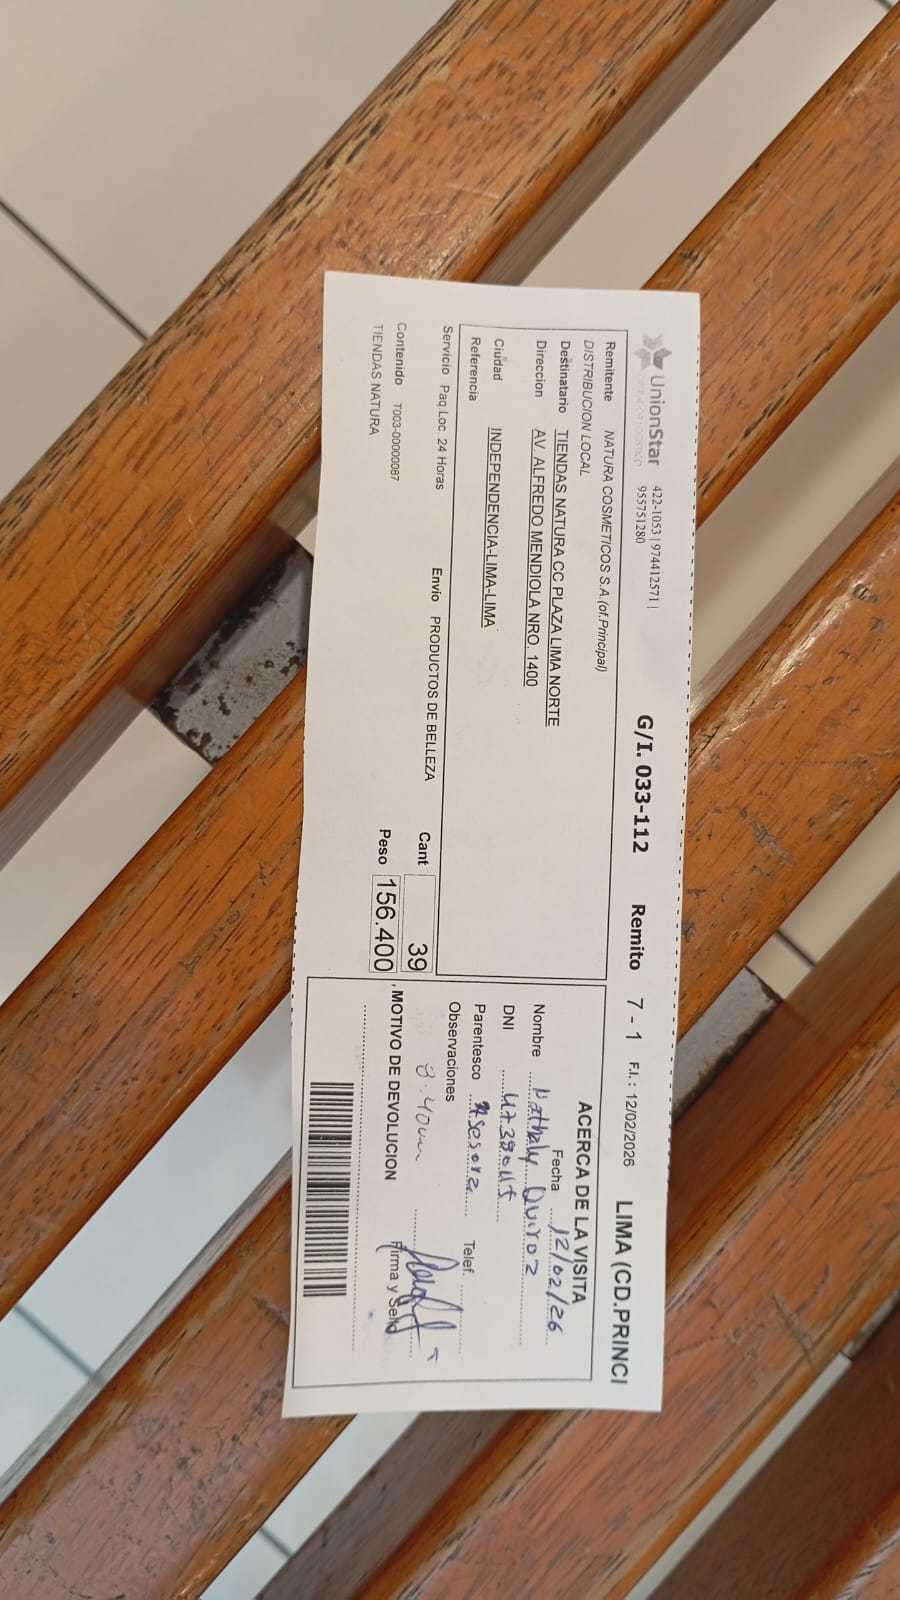 UnionStar
422-1053 | 974412571 |
955751280
G/I. 033-112 Remito 7 - 1 F.I.: 12/02/2026 LIMA (CD.PRINCI
Remitente NATURA COSMETICOS S.A.(of.Principal)
DISTRIBUCION LOCAL
Destinatario TIENDAS NATURA CC PLAZA LIMA NORTE
Direccion AV. ALFREDO MENDIOLA NRO. 1400
Ciudad INDEPENDENCIA-LIMA-LIMA
Referencia
Servicio Paq Loc 24 Horas
Envio PRODUCTOS DE BELLEZA
Contenido T003-00000087
TIENDAS NATURA
Cant 39
Peso 156.400
ACERCA DE LA VISITA
Fecha 12/02/26
Nombre Nathaly Quiroz
DNI
Parentesco Asesora
Telef.
Observaciones
8:40am
MOTIVO DE DEVOLUCION
Firma y Sello